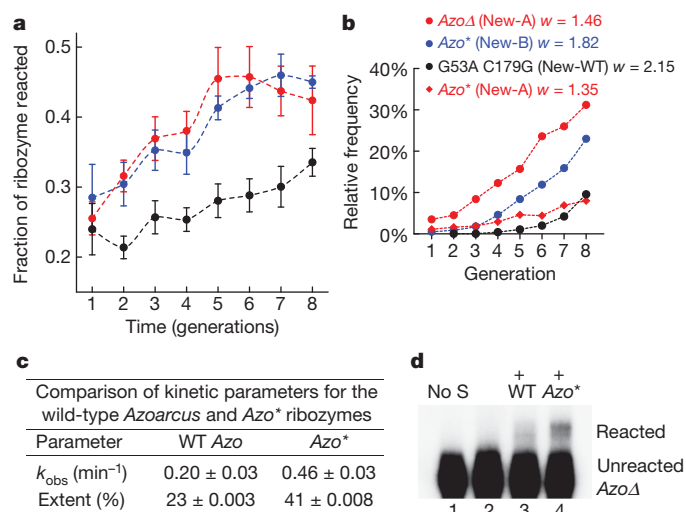 a
Fraction of ribozyme reacted
0.5
0.4
0.3
0.2
1 2 3 4 5 6 7 8
Time (generations)
b
AzoΔ (New-A) w = 1.46
Azo* (New-B) w = 1.82
G53A C179G (New-WT) w = 2.15
Azo* (New-A) w = 1.35
Relative frequency
40%
30%
20%
10%
0%
1 2 3 4 5 6 7 8
Generation
c
Comparison of kinetic parameters for the
wild-type Azoarcus and Azo* ribozymes
Parameter WT Azo Azo*
kobs (min⁻¹) 0.20 ± 0.03 0.46 ± 0.03
Extent (%) 23 ± 0.003 41 ± 0.008
d
+ +
No S WT Azo*
Reacted
Unreacted
AzoΔ
1 2 3 4